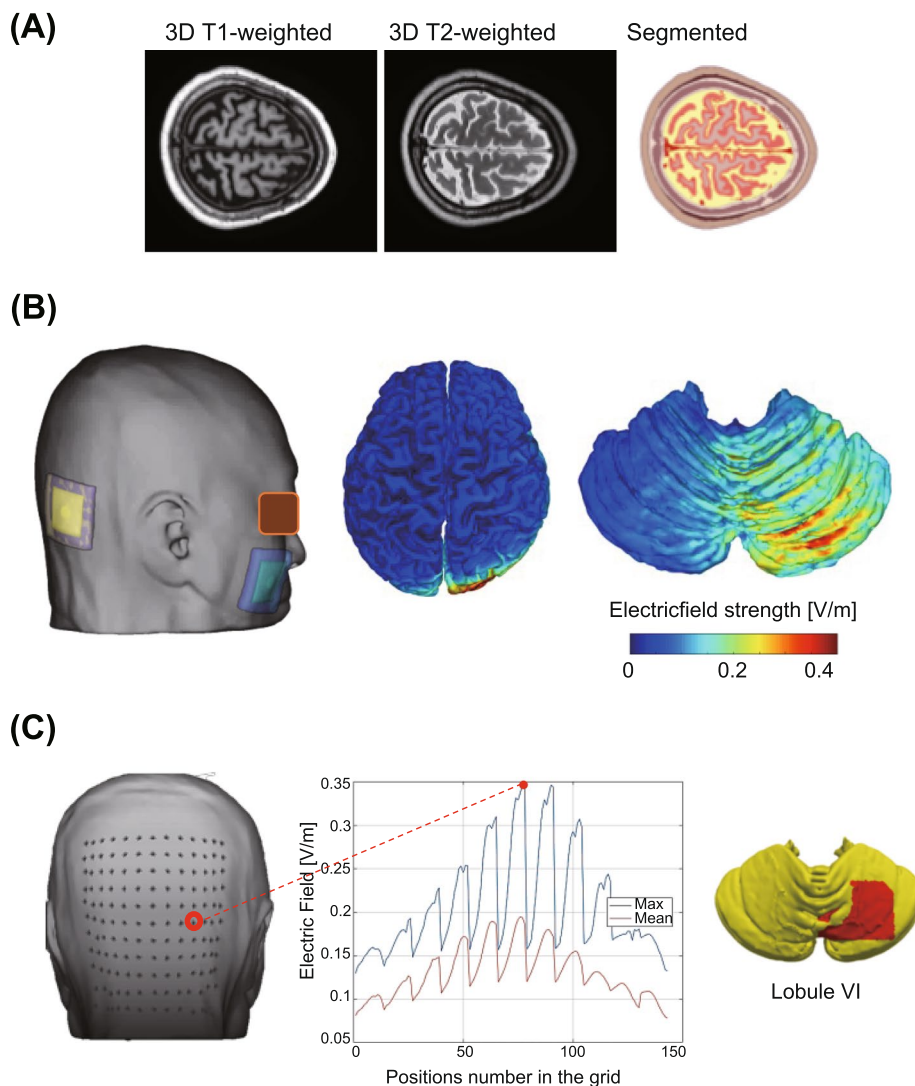 (A)
3D T1-weighted 3D T2-weighted Segmented
(B)
Electricfield strength [V/m]
0 0.2 0.4
(C)
0.35
0.3
0.25
0.2
0.15
0.1
0.05
Electric Field [V/m]
Max
Mean
0 50 100 150
Positions number in the grid
Lobule VI